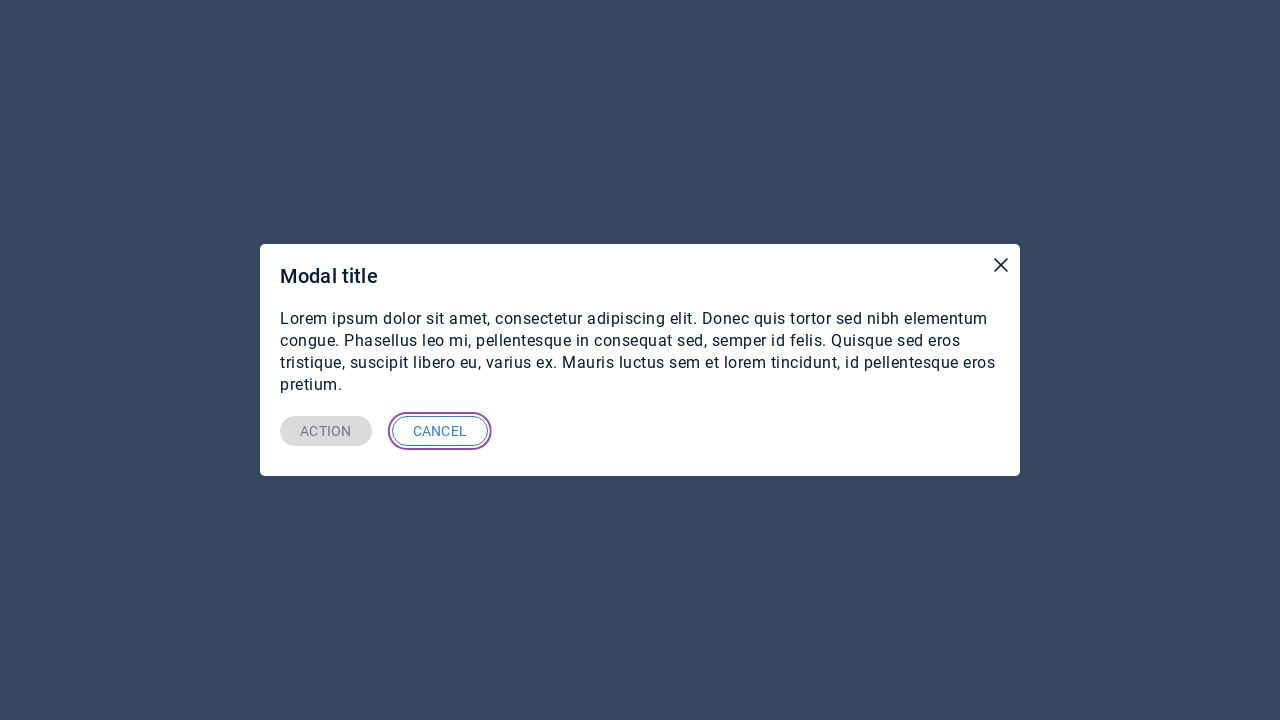 Modal title
Lorem ipsum dolor sit amet, consectetur adipiscing elit. Donec quis tortor sed nibh elementum
congue. Phasellus leo mi, pellentesque in consequat sed, semper id felis. Quisque sed eros
tristique, suscipit libero eu, varius ex. Mauris luctus sem et lorem tincidunt, id pellentesque eros
pretium.
ACTION CANCEL